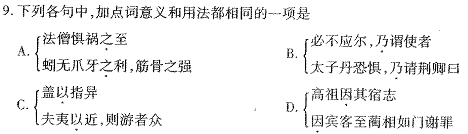 9. 下列各句中,加点词意义和用法都相同的一项是
A. 法僧惧祸之至
蚓无爪牙之利,筋骨之强
B. 必不应尔,乃谓使者
太子丹恐惧,乃请荆卿曰
C. 盖以指异
夫夷以近,则游者众
D. 高祖因其宿志
因宾客至蔺相如门谢罪